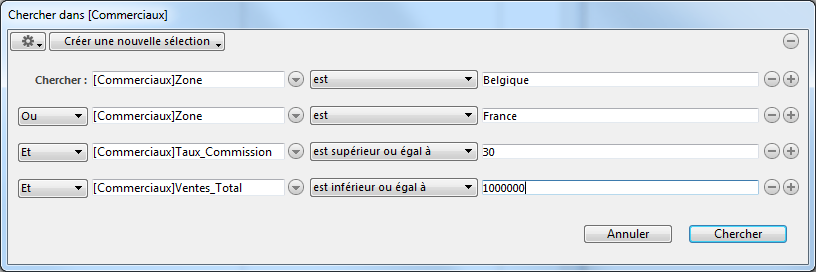 Chercher dans [Commerciaux]
Créer une nouvelle sélection
Chercher : [Commerciaux]Zone est Belgique
Ou [Commerciaux]Zone est France
Et [Commerciaux]Taux_Commission est supérieur ou égal à 30
Et [Commerciaux]Ventes_Total est inférieur ou égal à 1000000
Annuler Chercher